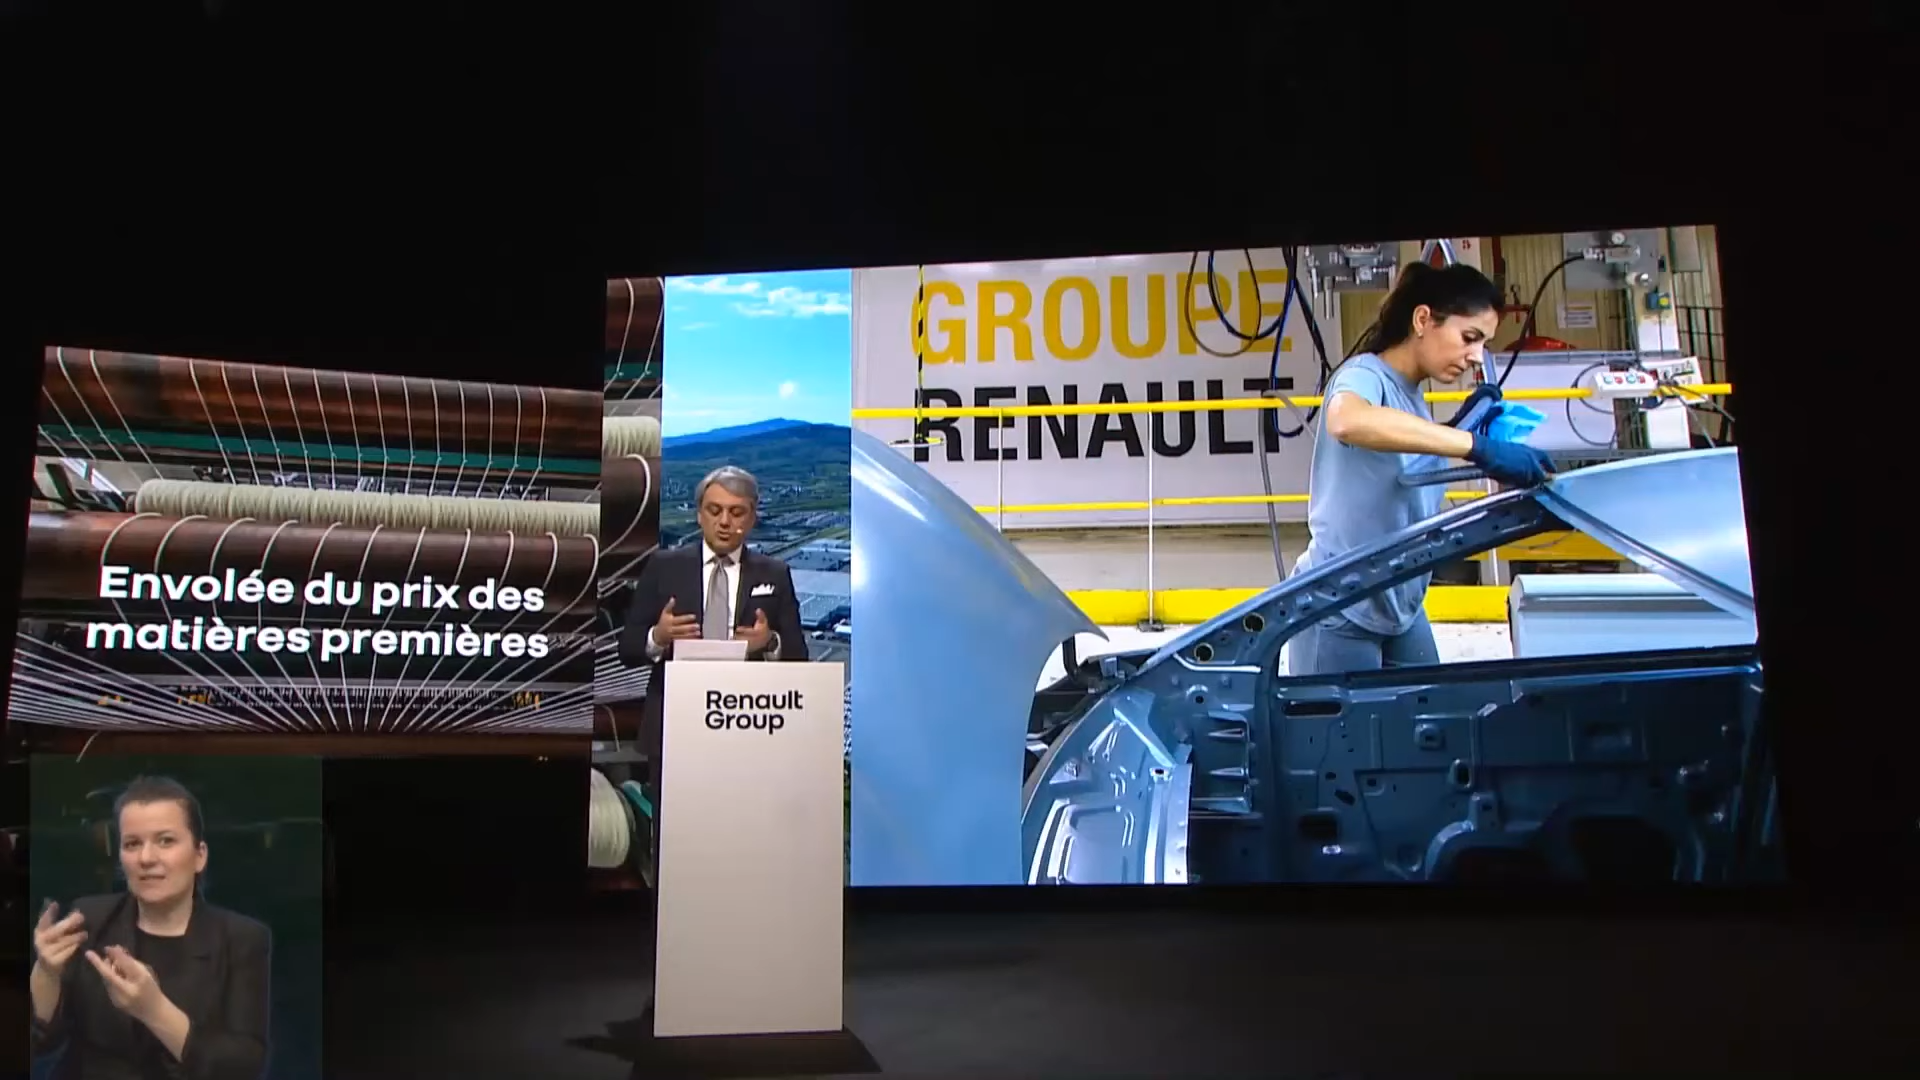 Envolée du prix des
matières premières
Renault
Group
GROUPE
RENAULT